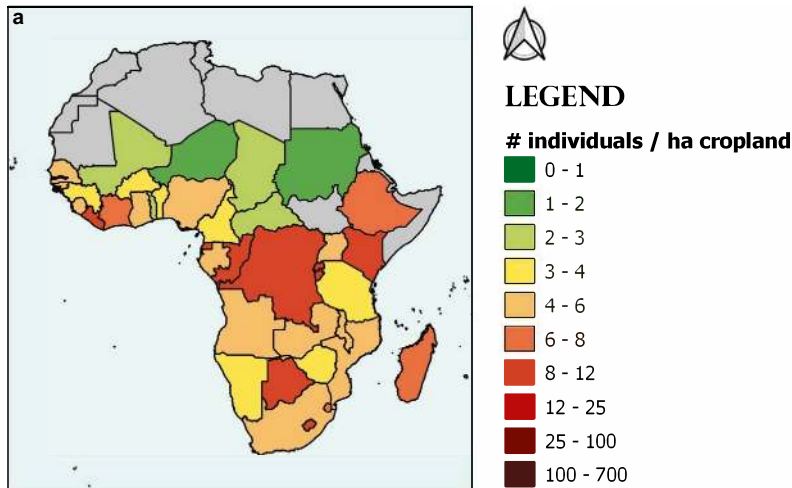 a
LEGEND
# individuals / ha cropland
0 - 1
1 - 2
2 - 3
3 - 4
4 - 6
6 - 8
8 - 12
12 - 25
25 - 100
100 - 700